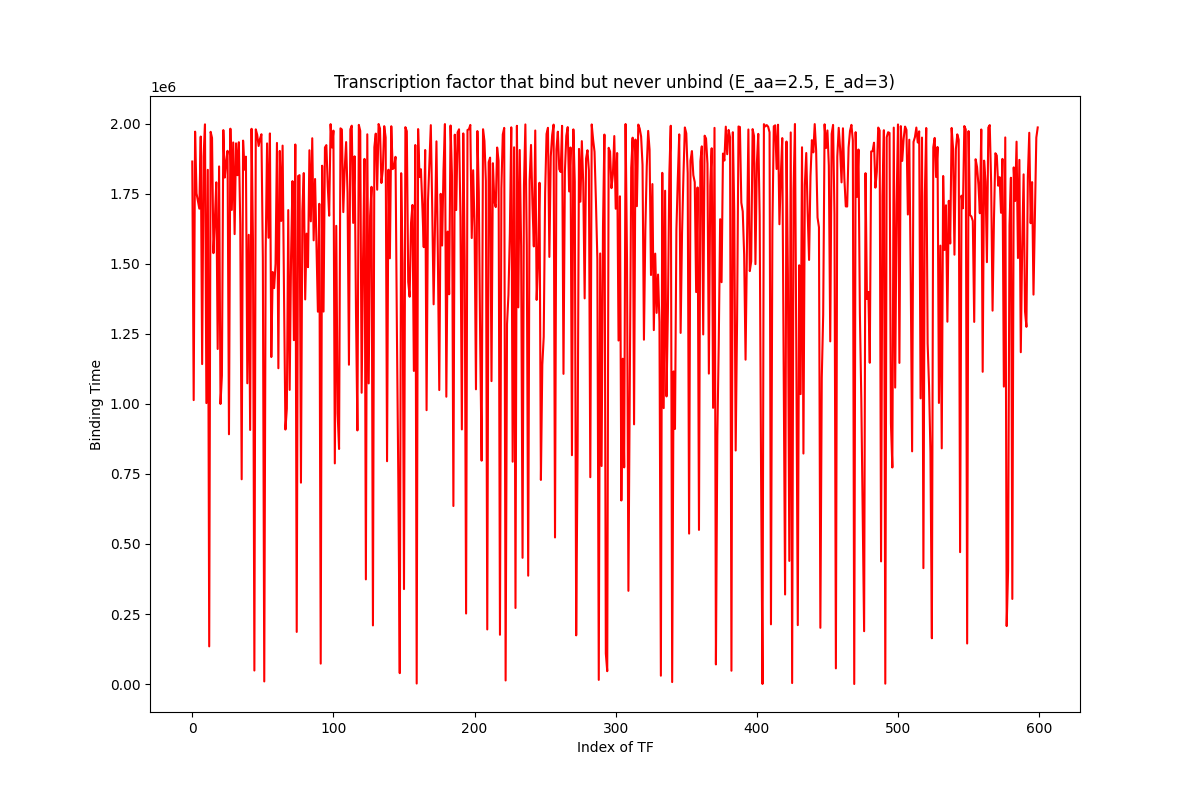 Transcription factor that bind but never unbind (E_aa=2.5, E_ad=3)
1e6
2.00
1.75
1.50
1.25
1.00
0.75
0.50
0.25
0.00
Binding Time
0 100 200 300 400 500 600
Index of TF